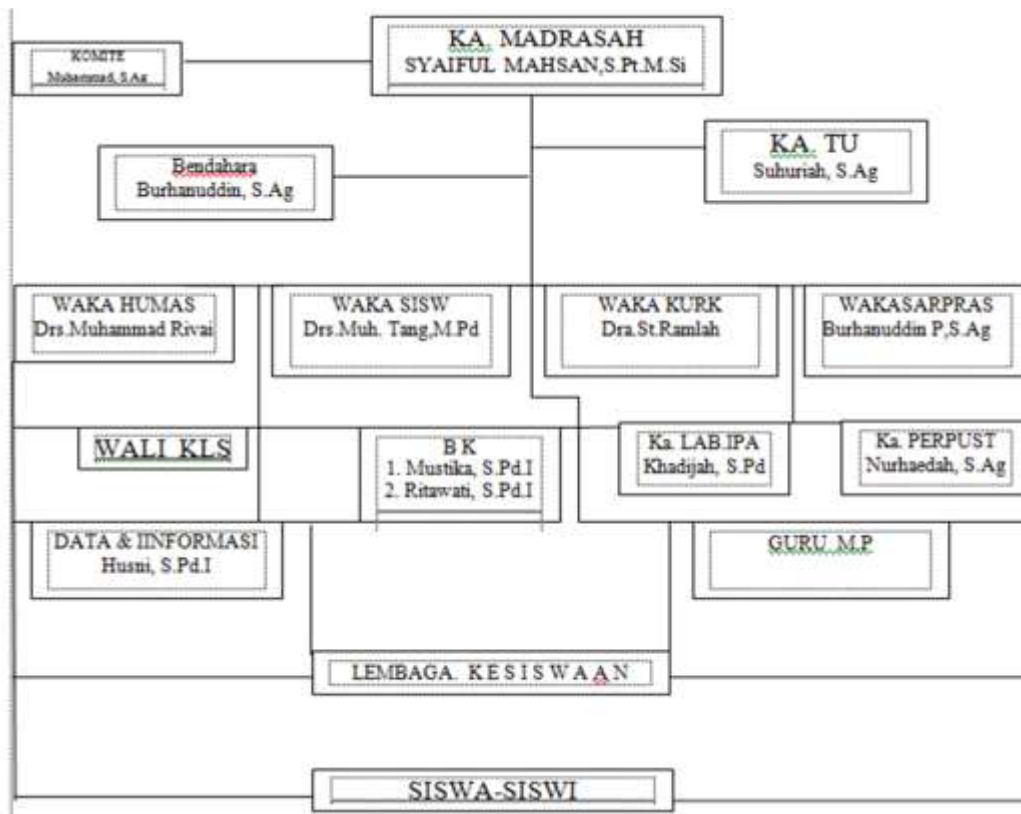 KA. MADRASAH
SYAIFUL MAHSAN,S.Pt.M.Si
KOMITE
Muhammad, S.Ag
KA. TU
Suhuriah, S.Ag
Bendahara
Burhanuddin, S.Ag
WAKA HUMAS
Drs.Muhammad Rivai
WAKA SISW
Drs.Muh. Tang,M.Pd
WAKA KURK
Dra.St.Ramlah
WAKASARPRAS
Burhanuddin P,S.Ag
WALI KLS
B K
1. Mustika, S.Pd.I
2. Ritawati, S.Pd.I
Ka. LAB.IPA
Khadijah, S.Pd
Ka. PERPUST
Nurhaedah, S.Ag
DATA & IINFORMASI
Husni, S.Pd.I
GURU M.P
LEMBAGA. K E S I S W A A N
SISWA-SISWI